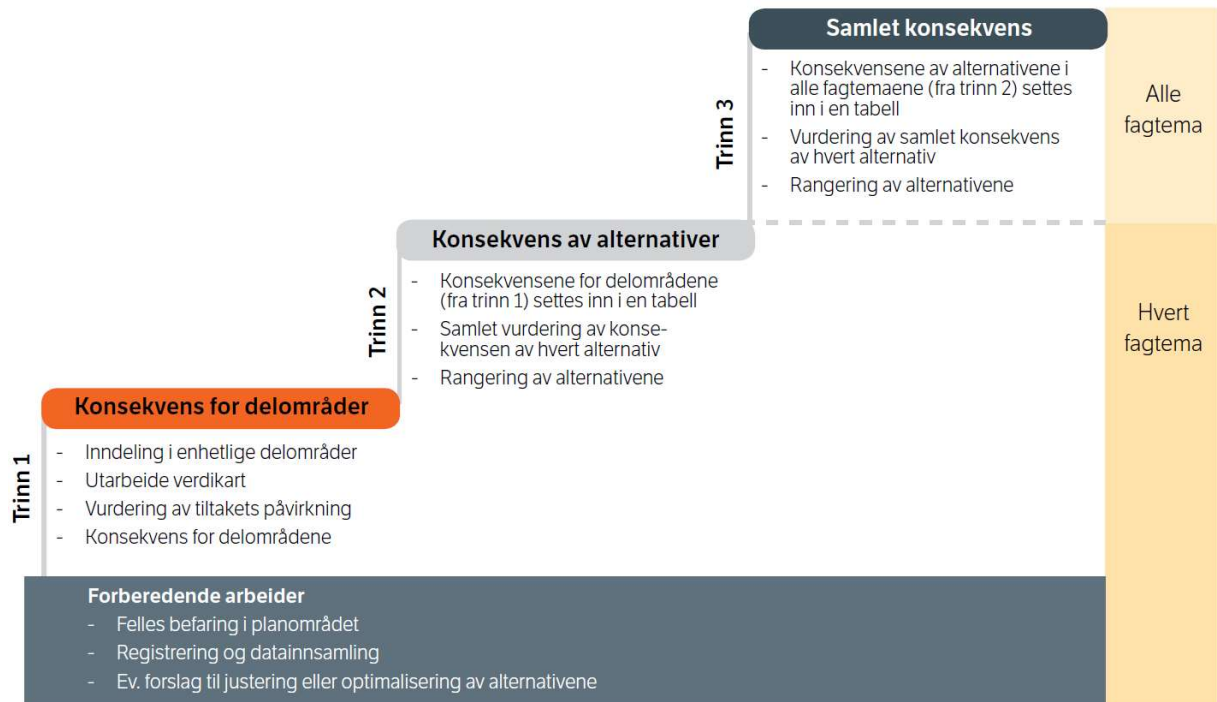 Samlet konsekvens
- Konsekvensene av alternativene i
alle fagtemaene (fra trinn 2) settes
inn i en tabell
- Vurdering av samlet konsekvens
av hvert alternativ
- Rangering av alternativene
Trinn 3
Alle
fagtema
Konsekvens av alternativer
- Konsekvensene for delområdene
(fra trinn 1) settes inn i en tabell
- Samlet vurdering av konse-
kvensen av hvert alternativ
- Rangering av alternativene
Trinn 2
Hvert
fagtema
Konsekvens for delområder
- Inndeling i enhetlige delområder
- Utarbeide verdikart
- Vurdering av tiltakets påvirkning
- Konsekvens for delområdene
Trinn 1
Forberedende arbeider
- Felles befaring i planområdet
- Registrering og datainnsamling
- Ev. forslag til justering eller optimalisering av alternativene